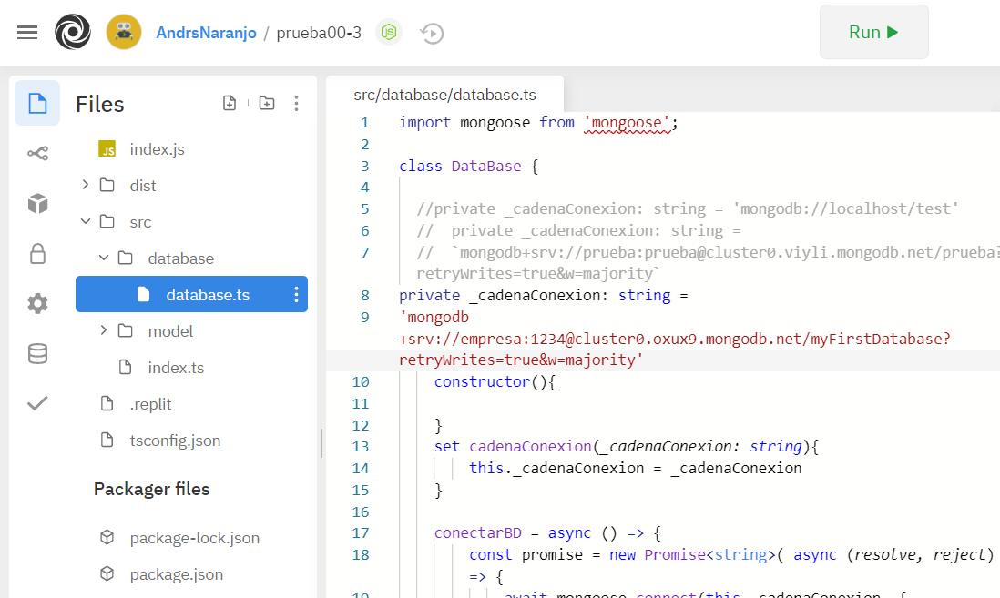 AndrsNaranjo / prueba00-3
Run
Files
JS index.js
dist
src
database
database.ts
model
index.ts
.replit
tsconfig.json
Packager files
package-lock.json
package.json
src/database/database.ts
1 import mongoose from 'mongoose';
2
3 class DataBase {
4
5 //private _cadenaConexion: string = 'mongodb://localhost/test'
6 //  private _cadenaConexion: string =
7 //  `mongodb+srv://prueba:prueba@cluster0.viyli.mongodb.net/prueba?
retryWrites=true&w=majority`
8 private _cadenaConexion: string =
9 'mongodb
+srv://empresa:1234@cluster0.oxux9.mongodb.net/myFirstDatabase?
retryWrites=true&w=majority'
10 constructor(){
11
12 }
13 set cadenaConexion(_cadenaConexion: string){
14 this._cadenaConexion = _cadenaConexion
15 }
16
17 conectarBD = async () => {
18 const promise = new Promise<string>( async (resolve, reject)
=> {
19 await mongoose.connect(this._cadenaConexion, {